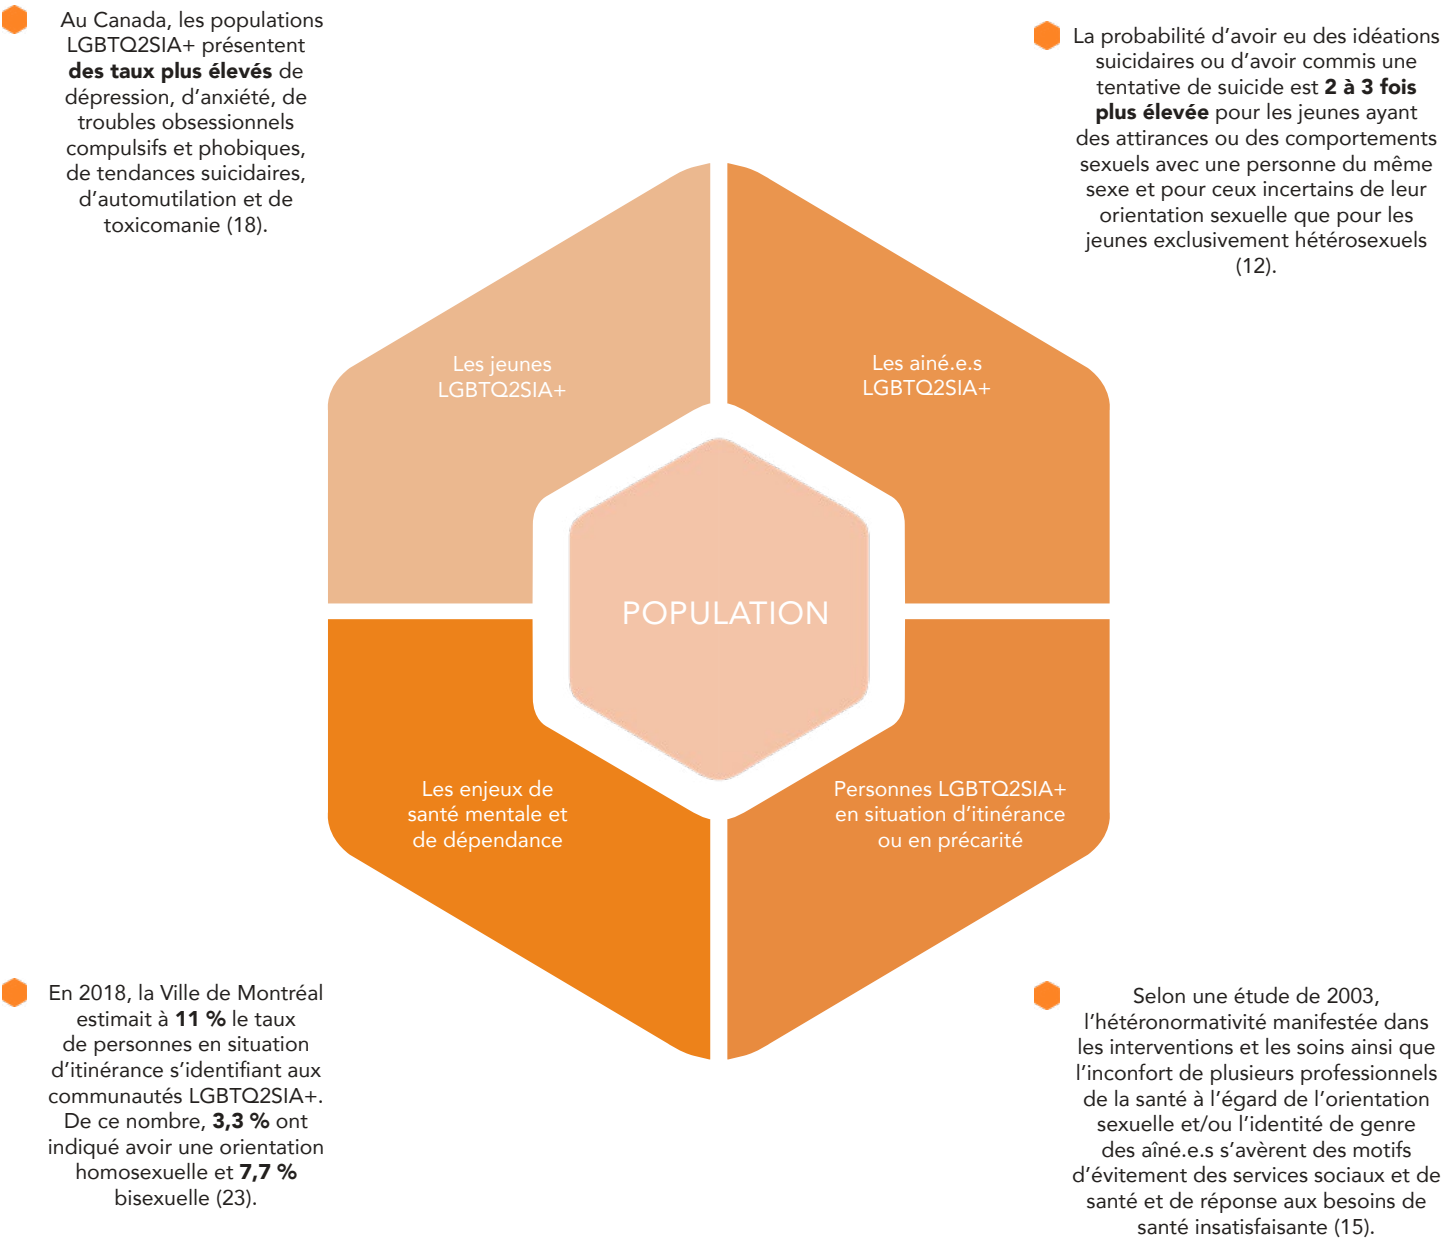 Au Canada, les populations
LGBTQ2SIA+ présentent
des taux plus élevés de
dépression, d'anxiété, de
troubles obsessionnels
compulsifs et phobiques,
de tendances suicidaires,
d'automutilation et de
toxicomanie (18).
La probabilité d'avoir eu des idéations
suicidaires ou d'avoir commis une
tentative de suicide est 2 à 3 fois
plus élevée pour les jeunes ayant
des attirances ou des comportements
sexuels avec une personne du même
sexe et pour ceux incertains de leur
orientation sexuelle que pour les
jeunes exclusivement hétérosexuels
(12).
Les jeunes
LGBTQ2SIA+
Les ainé.e.s
LGBTQ2SIA+
POPULATION
Les enjeux de
santé mentale et
de dépendance
Personnes LGBTQ2SIA+
en situation d'itinérance
ou en précarité
En 2018, la Ville de Montréal
estimait à 11 % le taux
de personnes en situation
d'itinérance s'identifiant aux
communautés LGBTQ2SIA+.
De ce nombre, 3,3 % ont
indiqué avoir une orientation
homosexuelle et 7,7 %
bisexuelle (23).
Selon une étude de 2003,
l'hétéronormativité manifestée dans
les interventions et les soins ainsi que
l'inconfort de plusieurs professionnels
de la santé à l'égard de l'orientation
sexuelle et/ou l'identité de genre
des aîné.e.s s'avèrent des motifs
d'évitement des services sociaux et de
santé et de réponse aux besoins de
santé insatisfaisante (15).